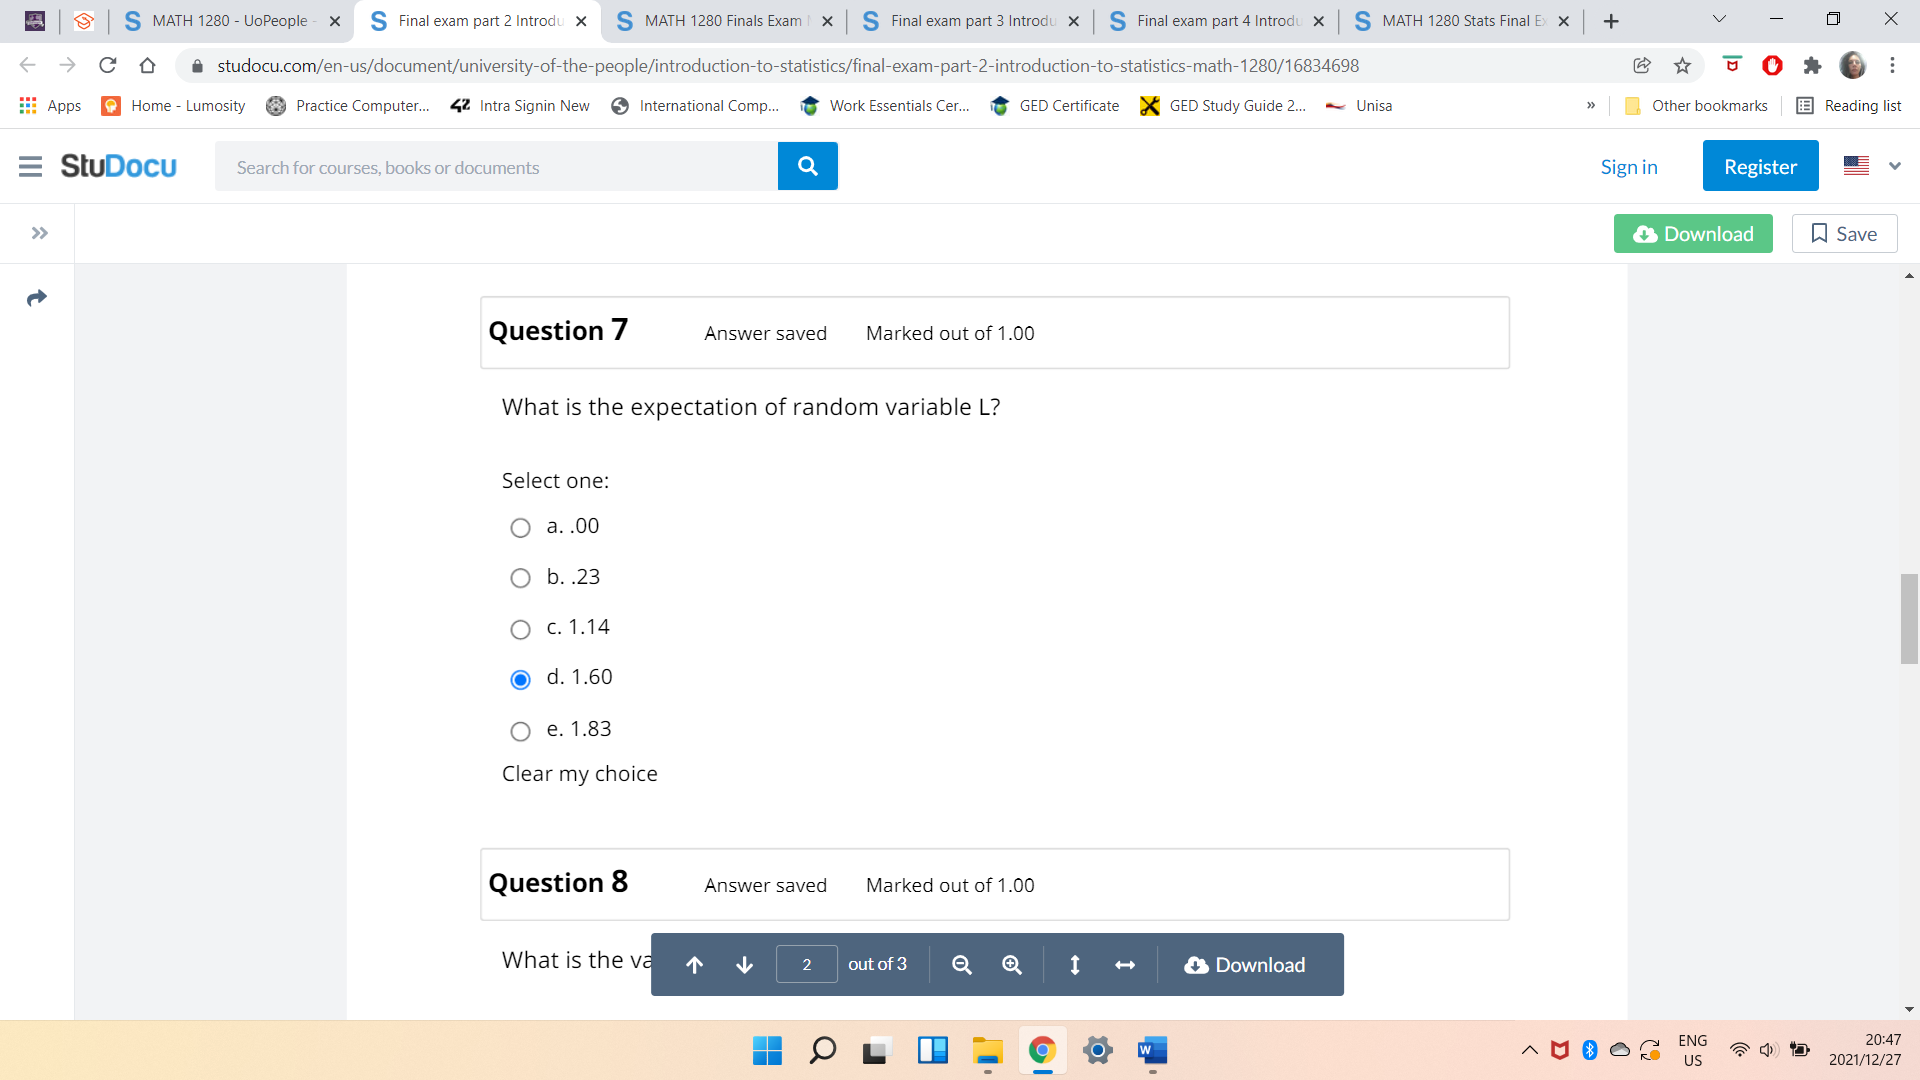 MATH 1280 - UoPeople -
Final exam part 2 Introdu
MATH 1280 Finals Exam
Final exam part 3 Introdu
Final exam part 4 Introdu
MATH 1280 Stats Final Ex
studocu.com/en-us/document/university-of-the-people/introduction-to-statistics/final-exam-part-2-introduction-to-statistics-math-1280/16834698
Apps Home - Lumosity Practice Computer... 42 Intra Signin New International Comp... Work Essentials Cer... GED Certificate GED Study Guide 2... Unisa » Other bookmarks Reading list
StuDocu Search for courses, books or documents Sign in Register
Download Save
Question 7 Answer saved Marked out of 1.00
What is the expectation of random variable L?
Select one:
a. .00
b. .23
c. 1.14
d. 1.60
e. 1.83
Clear my choice
Question 8 Answer saved Marked out of 1.00
What is the va
2 out of 3 Download
ENG 20:47
US 2021/12/27